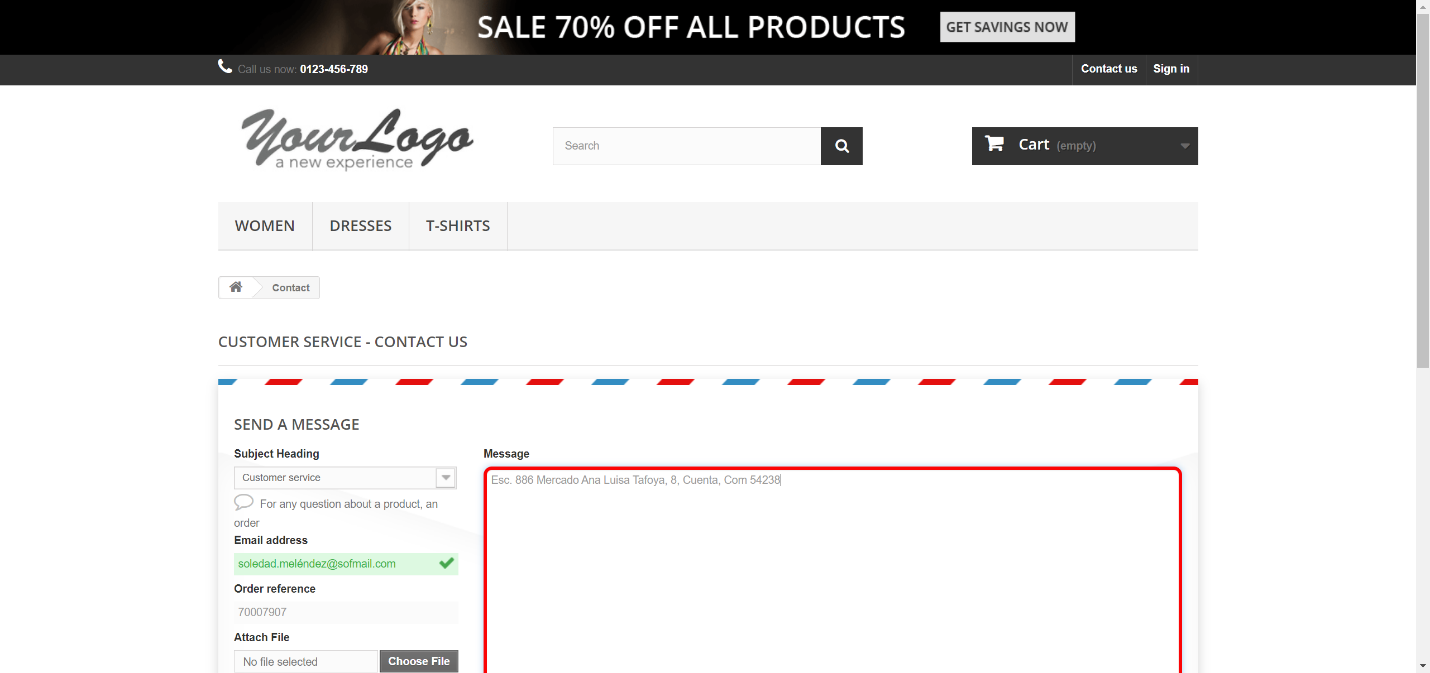 SALE 70% OFF ALL PRODUCTS GET SAVINGS NOW
Call us now: 0123-456-789 Contact us Sign in
YourLogo
a new experience
Search
Cart (empty)
WOMEN DRESSES T-SHIRTS
Contact
CUSTOMER SERVICE - CONTACT US
SEND A MESSAGE
Subject Heading
Customer service
For any question about a product, an
order
Email address
soledad.meléndez@sofmail.com
Order reference
70007907
Attach File
No file selected Choose File
Message
Esc. 886 Mercado Ana Luisa Tafoya, 8, Cuenta, Com 54238